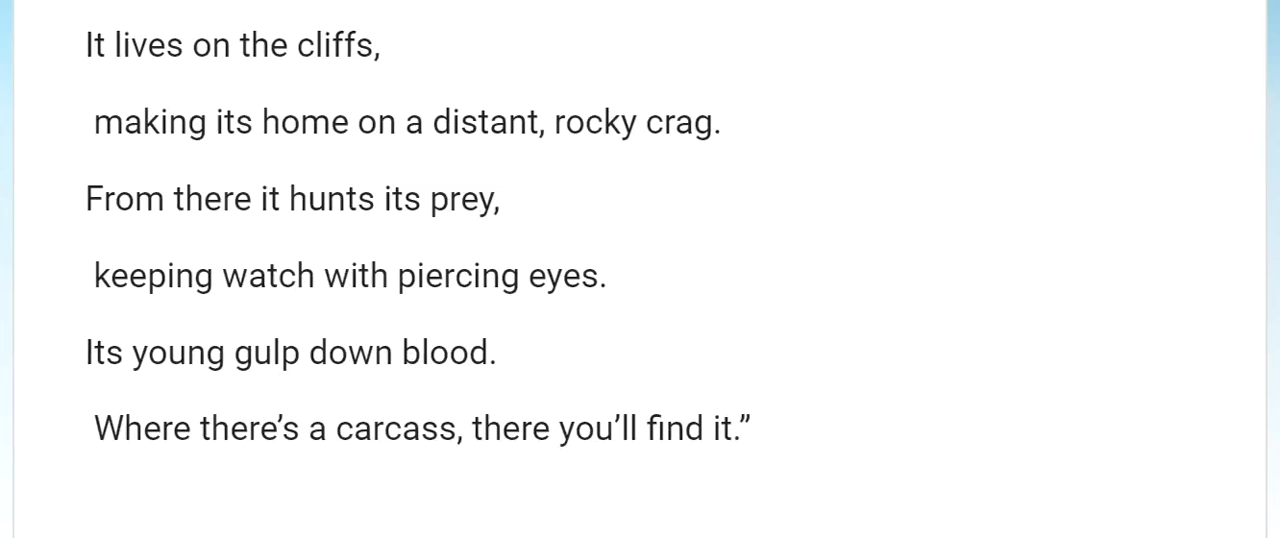 It lives on the cliffs,
making its home on a distant, rocky crag.
From there it hunts its prey,
keeping watch with piercing eyes.
Its young gulp down blood.
Where there’s a carcass, there you’ll find it.”